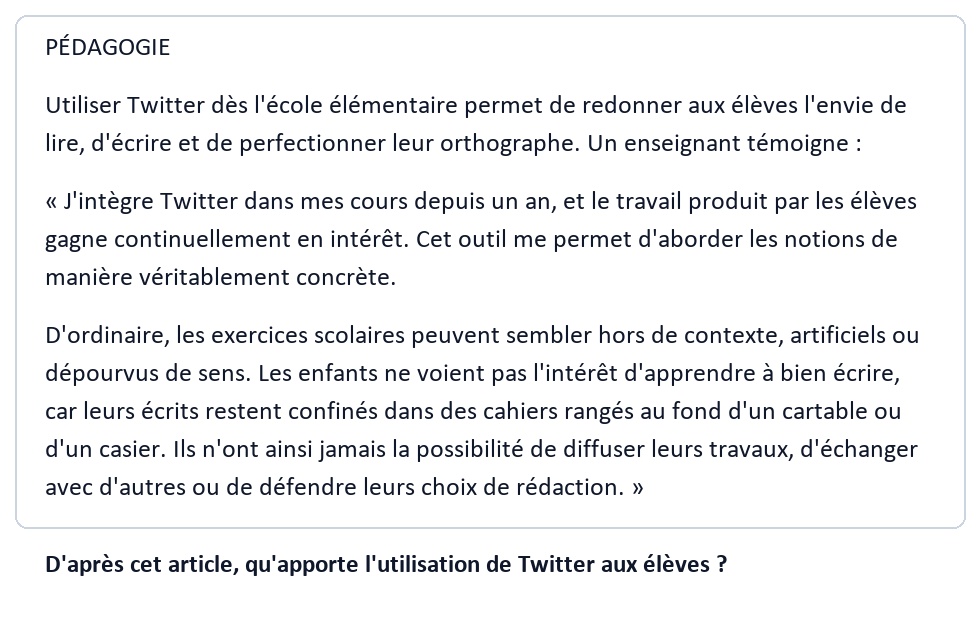 PÉDAGOGIE
Utiliser Twitter dès l'école élémentaire permet de redonner aux élèves l'envie de
lire, d'écrire et de perfectionner leur orthographe. Un enseignant témoigne :
« J'intègre Twitter dans mes cours depuis un an, et le travail produit par les élèves
gagne continuellement en intérêt. Cet outil me permet d'aborder les notions de
manière véritablement concrète.
D'ordinaire, les exercices scolaires peuvent sembler hors de contexte, artificiels ou
dépourvus de sens. Les enfants ne voient pas l'intérêt d'apprendre à bien écrire,
car leurs écrits restent confinés dans des cahiers rangés au fond d'un cartable ou
d'un casier. Ils n'ont ainsi jamais la possibilité de diffuser leurs travaux, d'échanger
avec d'autres ou de défendre leurs choix de rédaction. »
D'après cet article, qu'apporte l'utilisation de Twitter aux élèves ?